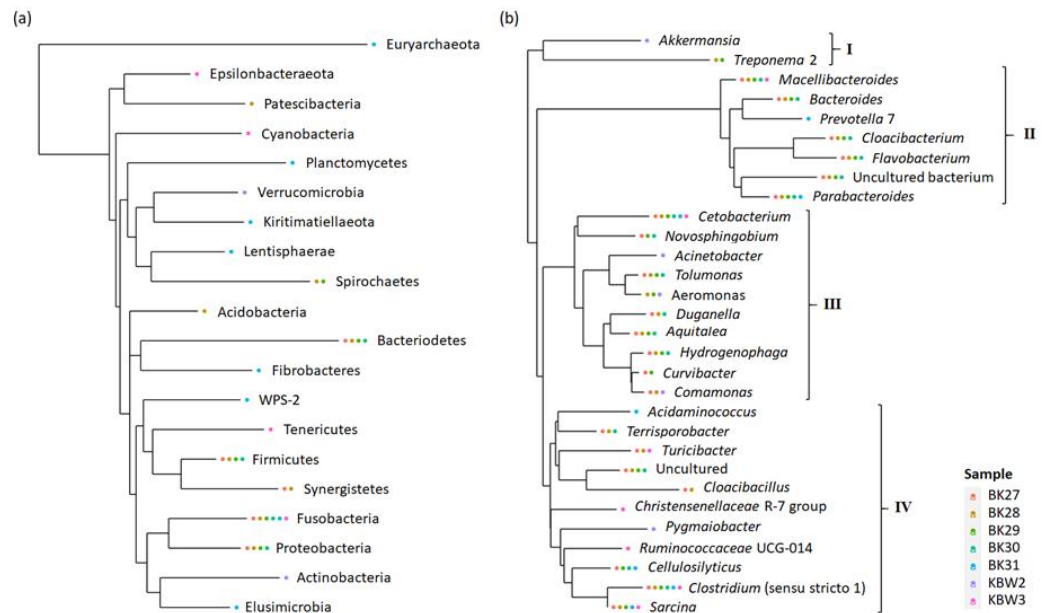 (a)
Euryarchaeota
Epsilonbacteraeota
Patescibacteria
Cyanobacteria
Planctomycetes
Verrucomicrobia
Kiritimatiellaeota
Lentisphaerae
Spirochaetes
Acidobacteria
Bacteriodetes
Fibrobacteres
WPS-2
Tenericutes
Firmicutes
Synergistetes
Fusobacteria
Proteobacteria
Actinobacteria
Elusimicrobia
(b)
Akkermansia
Treponema 2
I
Macellibacteroides
Bacteroides
Prevotella 7
Cloacibacterium
Flavobacterium
Uncultured bacterium
Parabacteroides
II
Cetobacterium
Novosphingobium
Acinetobacter
Tolumonas
Aeromonas
Duganella
Aquitalea
Hydrogenophaga
Curvibacter
Comamonas
III
Acidaminococcus
Terrisporobacter
Turicibacter
Uncultured
Cloacibacillus
Christensenellaceae R-7 group
Pygmaiobacter
Ruminococcaceae UCG-014
Cellulosilyticus
Clostridium (sensu stricto 1)
Sarcina
IV
Sample
BK27
BK28
BK29
BK30
BK31
KBW2
KBW3